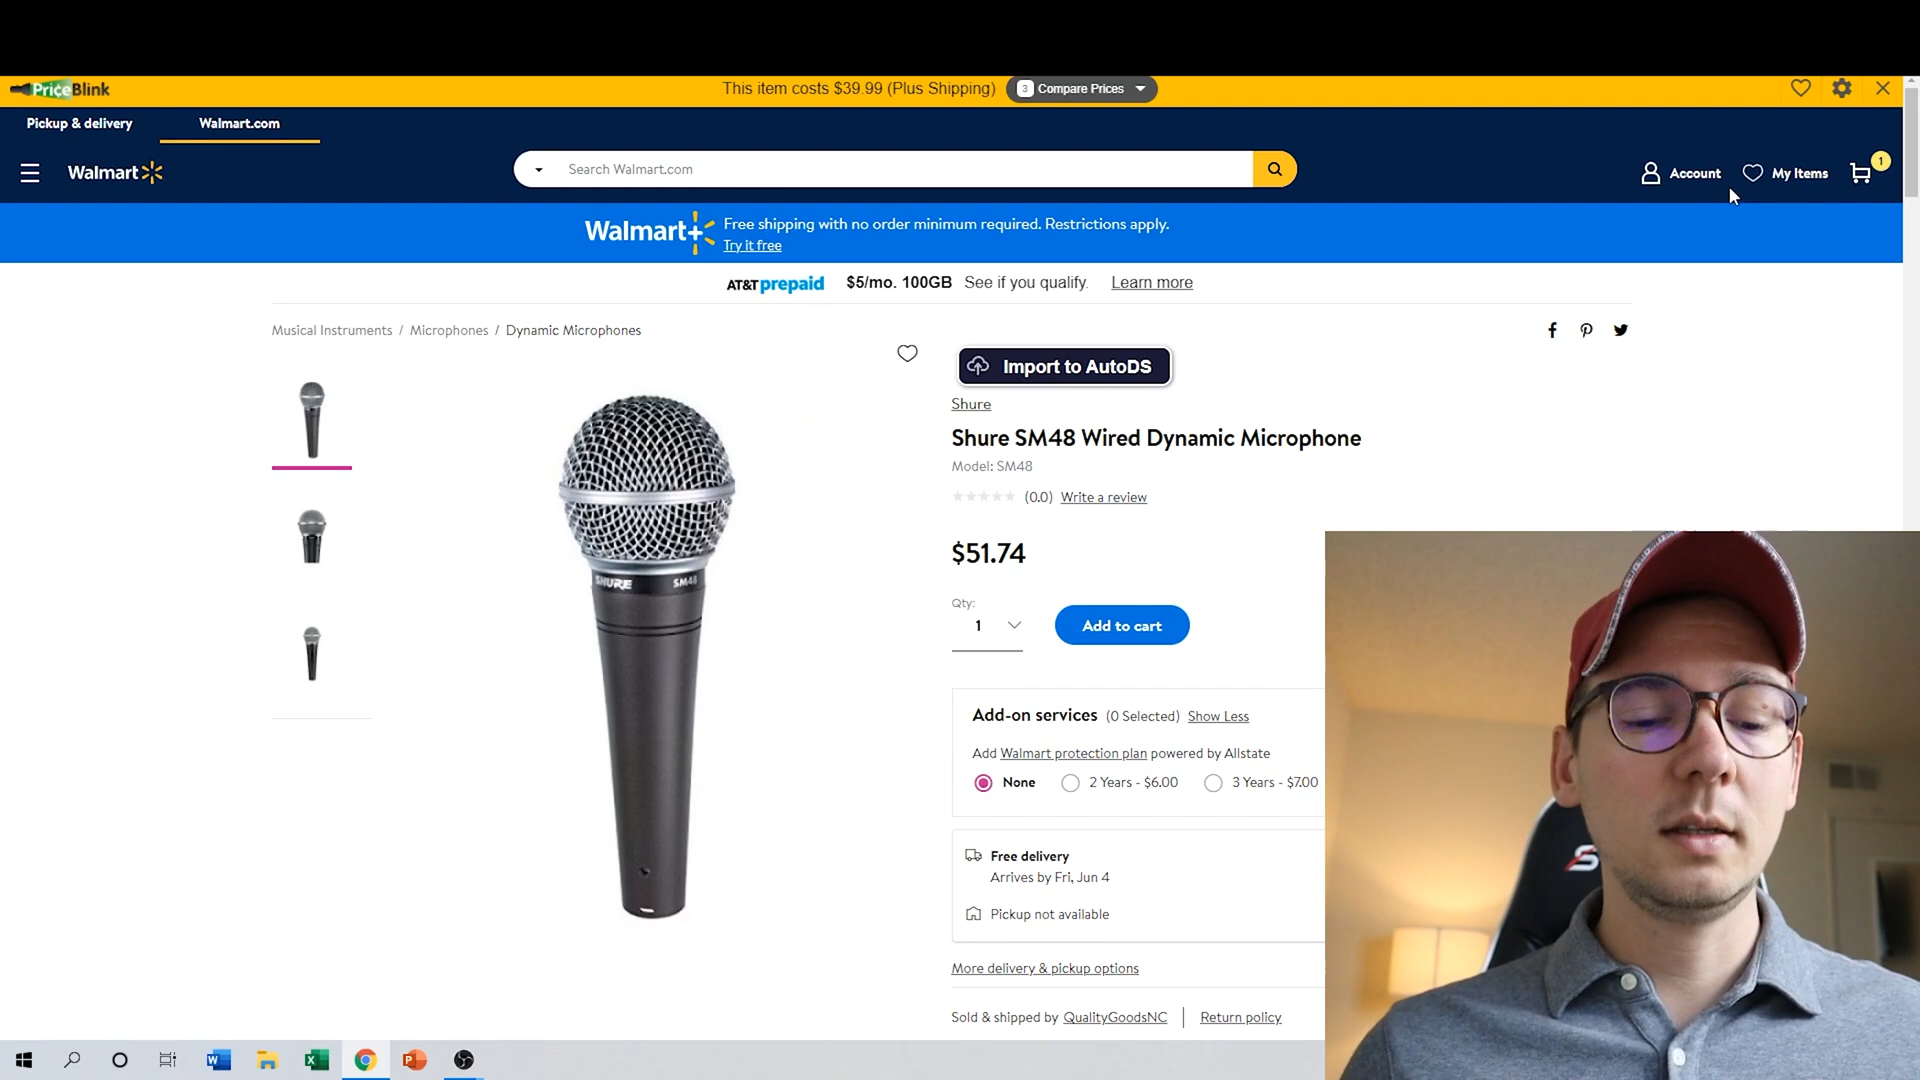 PriceBlink
This item costs $39.99 (Plus Shipping)
3 Compare Prices
Pickup & delivery
Walmart.com
Walmart
Search Walmart.com
Account
My Items
1
Walmart+
Free shipping with no order minimum required. Restrictions apply.
Try it free
AT&T prepaid
$5/mo. 100GB See if you qualify. Learn more
Musical Instruments / Microphones / Dynamic Microphones
Import to AutoDS
Shure
Shure SM48 Wired Dynamic Microphone
Model: SM48
(0.0) Write a review
$51.74
Qty:
1
Add to cart
SHURE SM48
Add-on services (0 Selected) Show Less
Add Walmart protection plan powered by Allstate
None 2 Years - $6.00 3 Years - $7.00
Free delivery
Arrives by Fri, Jun 4
Pickup not available
More delivery & pickup options
Sold & shipped by QualityGoodsNC Return policy